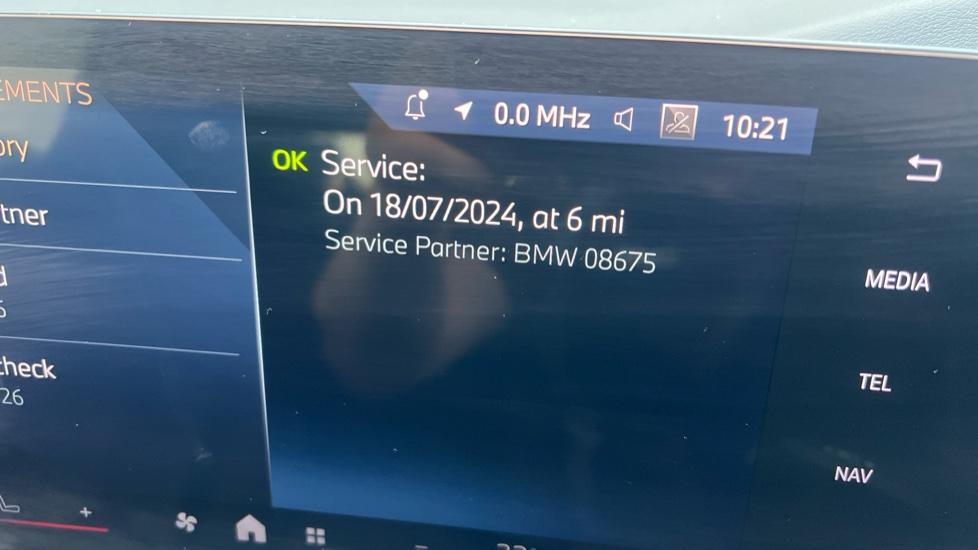 EMENTS
ory
tner
d
6
check
26
0.0 MHz 10:21
OK Service:
On 18/07/2024, at 6 mi
Service Partner: BMW 08675
MEDIA
TEL
NAV
+